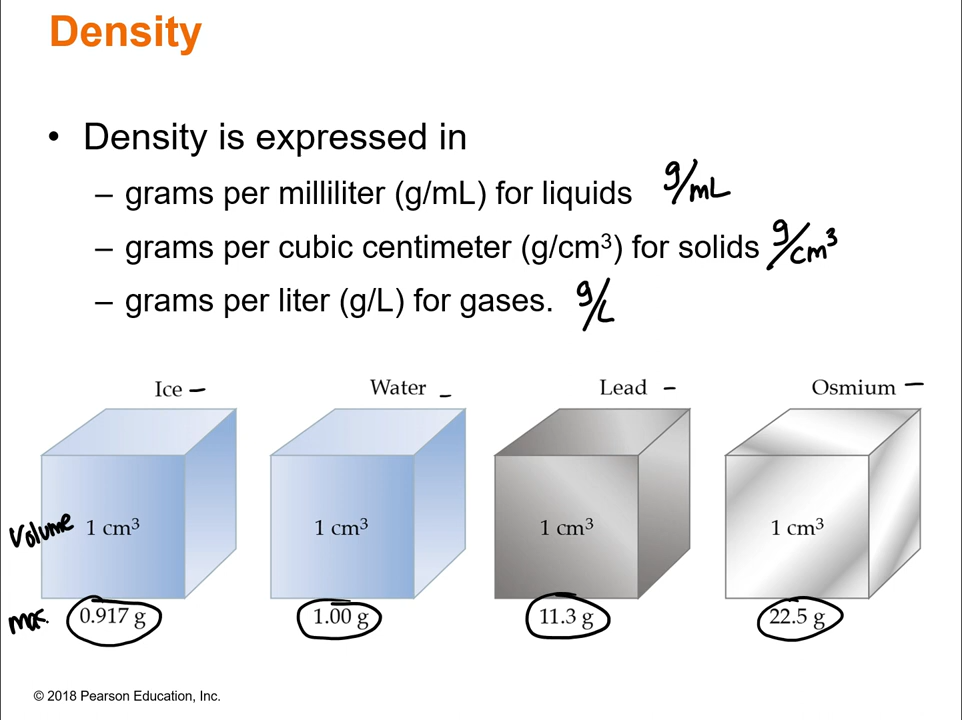 Density
• Density is expressed in
– grams per milliliter (g/mL) for liquids g/mL
– grams per cubic centimeter (g/cm³) for solids g/cm³
– grams per liter (g/L) for gases. g/L
Ice – Water – Lead – Osmium –
Volume 1 cm³ 1 cm³ 1 cm³ 1 cm³
0.917 g 1.00 g 11.3 g 22.5 g
© 2018 Pearson Education, Inc.